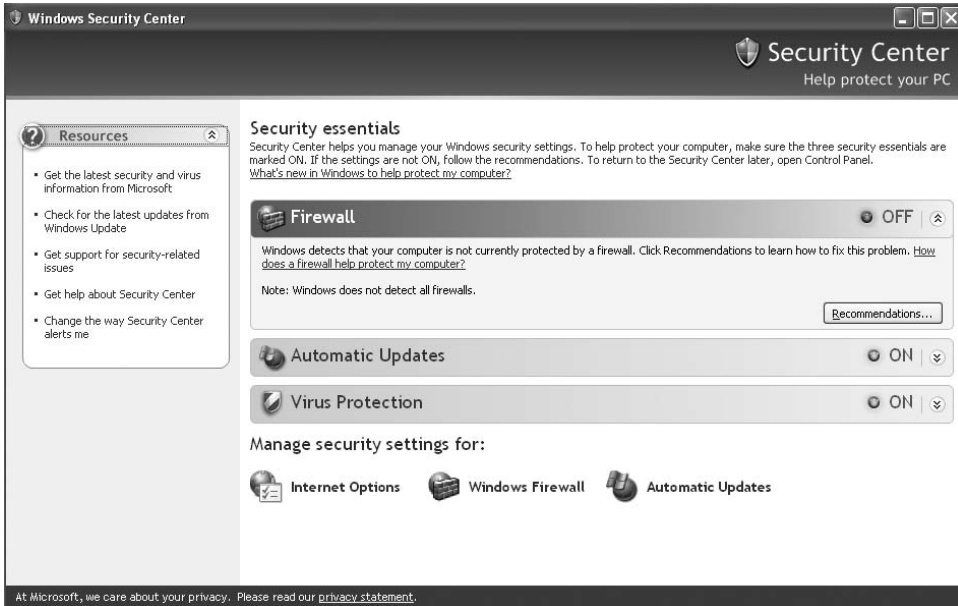 Windows Security Center
Security Center
Help protect your PC
Resources
• Get the latest security and virus
information from Microsoft
• Check for the latest updates from
Windows Update
• Get support for security-related
issues
• Get help about Security Center
• Change the way Security Center
alerts me
Security essentials
Security Center helps you manage your Windows security settings. To help protect your computer, make sure the three security essentials are
marked ON. If the settings are not ON, follow the recommendations. To return to the Security Center later, open Control Panel.
What's new in Windows to help protect my computer?
Firewall OFF
Windows detects that your computer is not currently protected by a firewall. Click Recommendations to learn how to fix this problem. How
does a firewall help protect my computer?
Note: Windows does not detect all firewalls.
Recommendations...
Automatic Updates ON
Virus Protection ON
Manage security settings for:
Internet Options Windows Firewall Automatic Updates
At Microsoft, we care about your privacy. Please read our privacy statement.